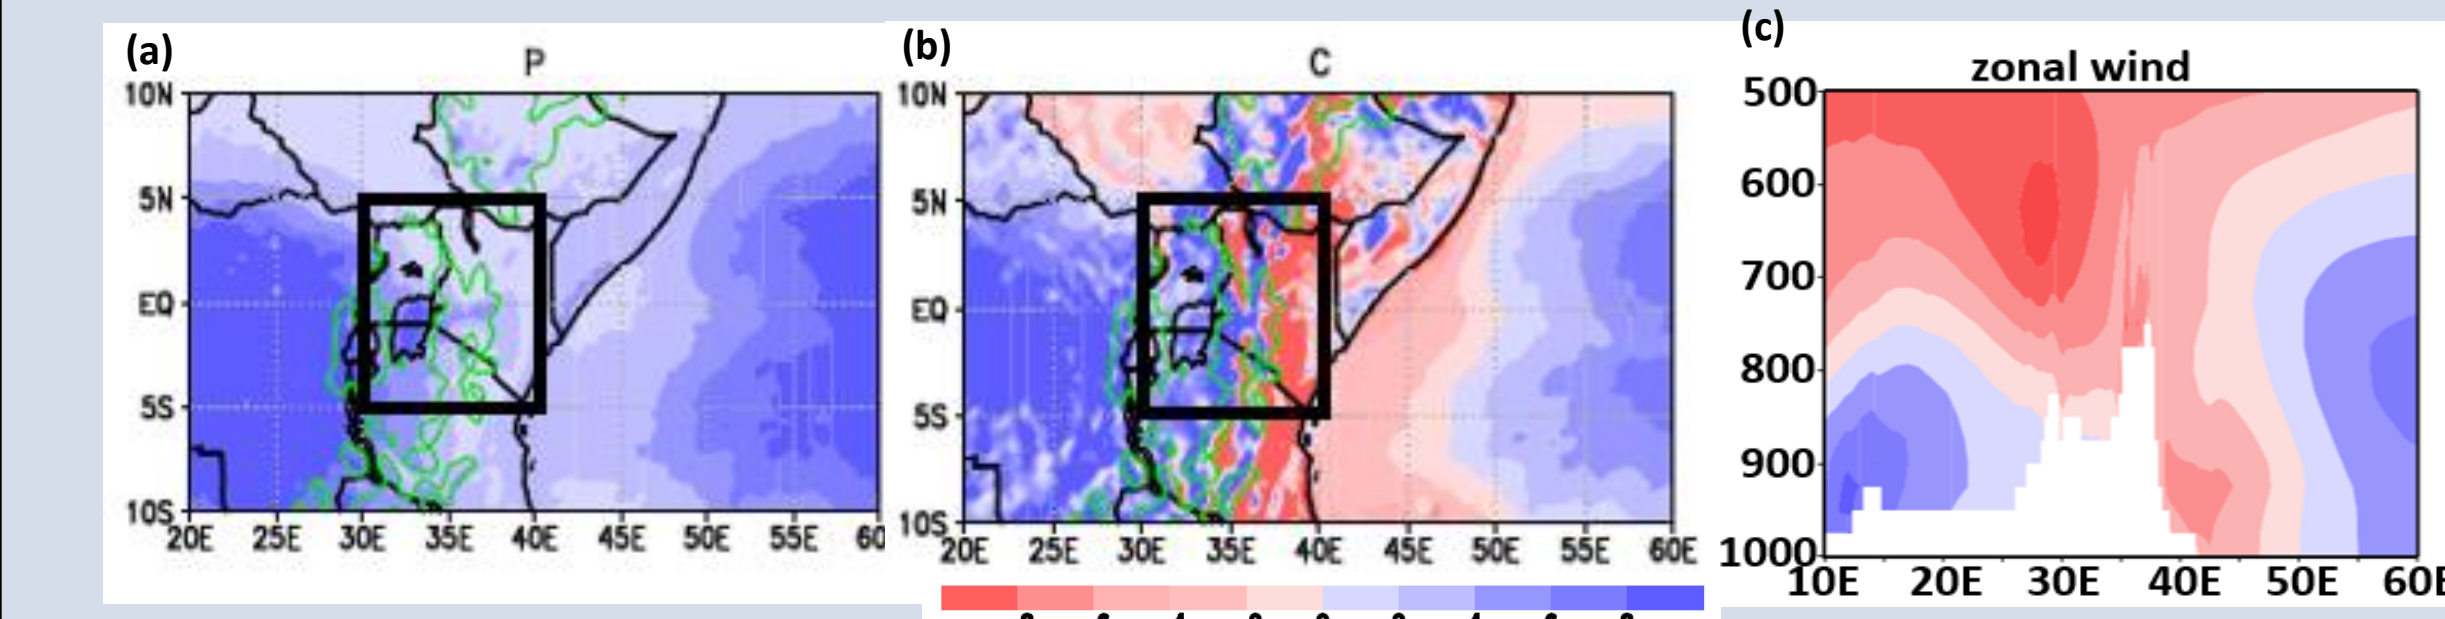 (a)
P
10N
5N
EQ
5S
10S
20E 25E 30E 35E 40E 45E 50E 55E 60
(b)
C
10N
5N
EQ
5S
10S
20E 25E 30E 35E 40E 45E 50E 55E 60E
(c)
zonal wind
500
600
700
800
900
1000
10E 20E 30E 40E 50E 60E